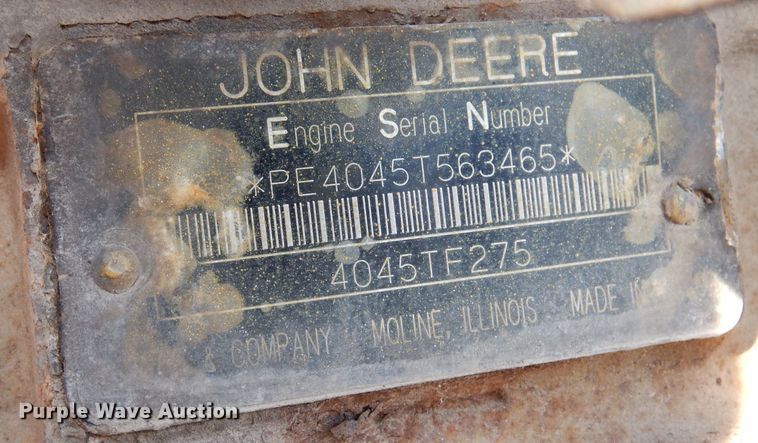 JOHN DEERE
Engine Serial Number
*PE4045T563465*
4045TF275
& COMPANY MOLINE, ILLINOIS MADE
Purple Wave Auction